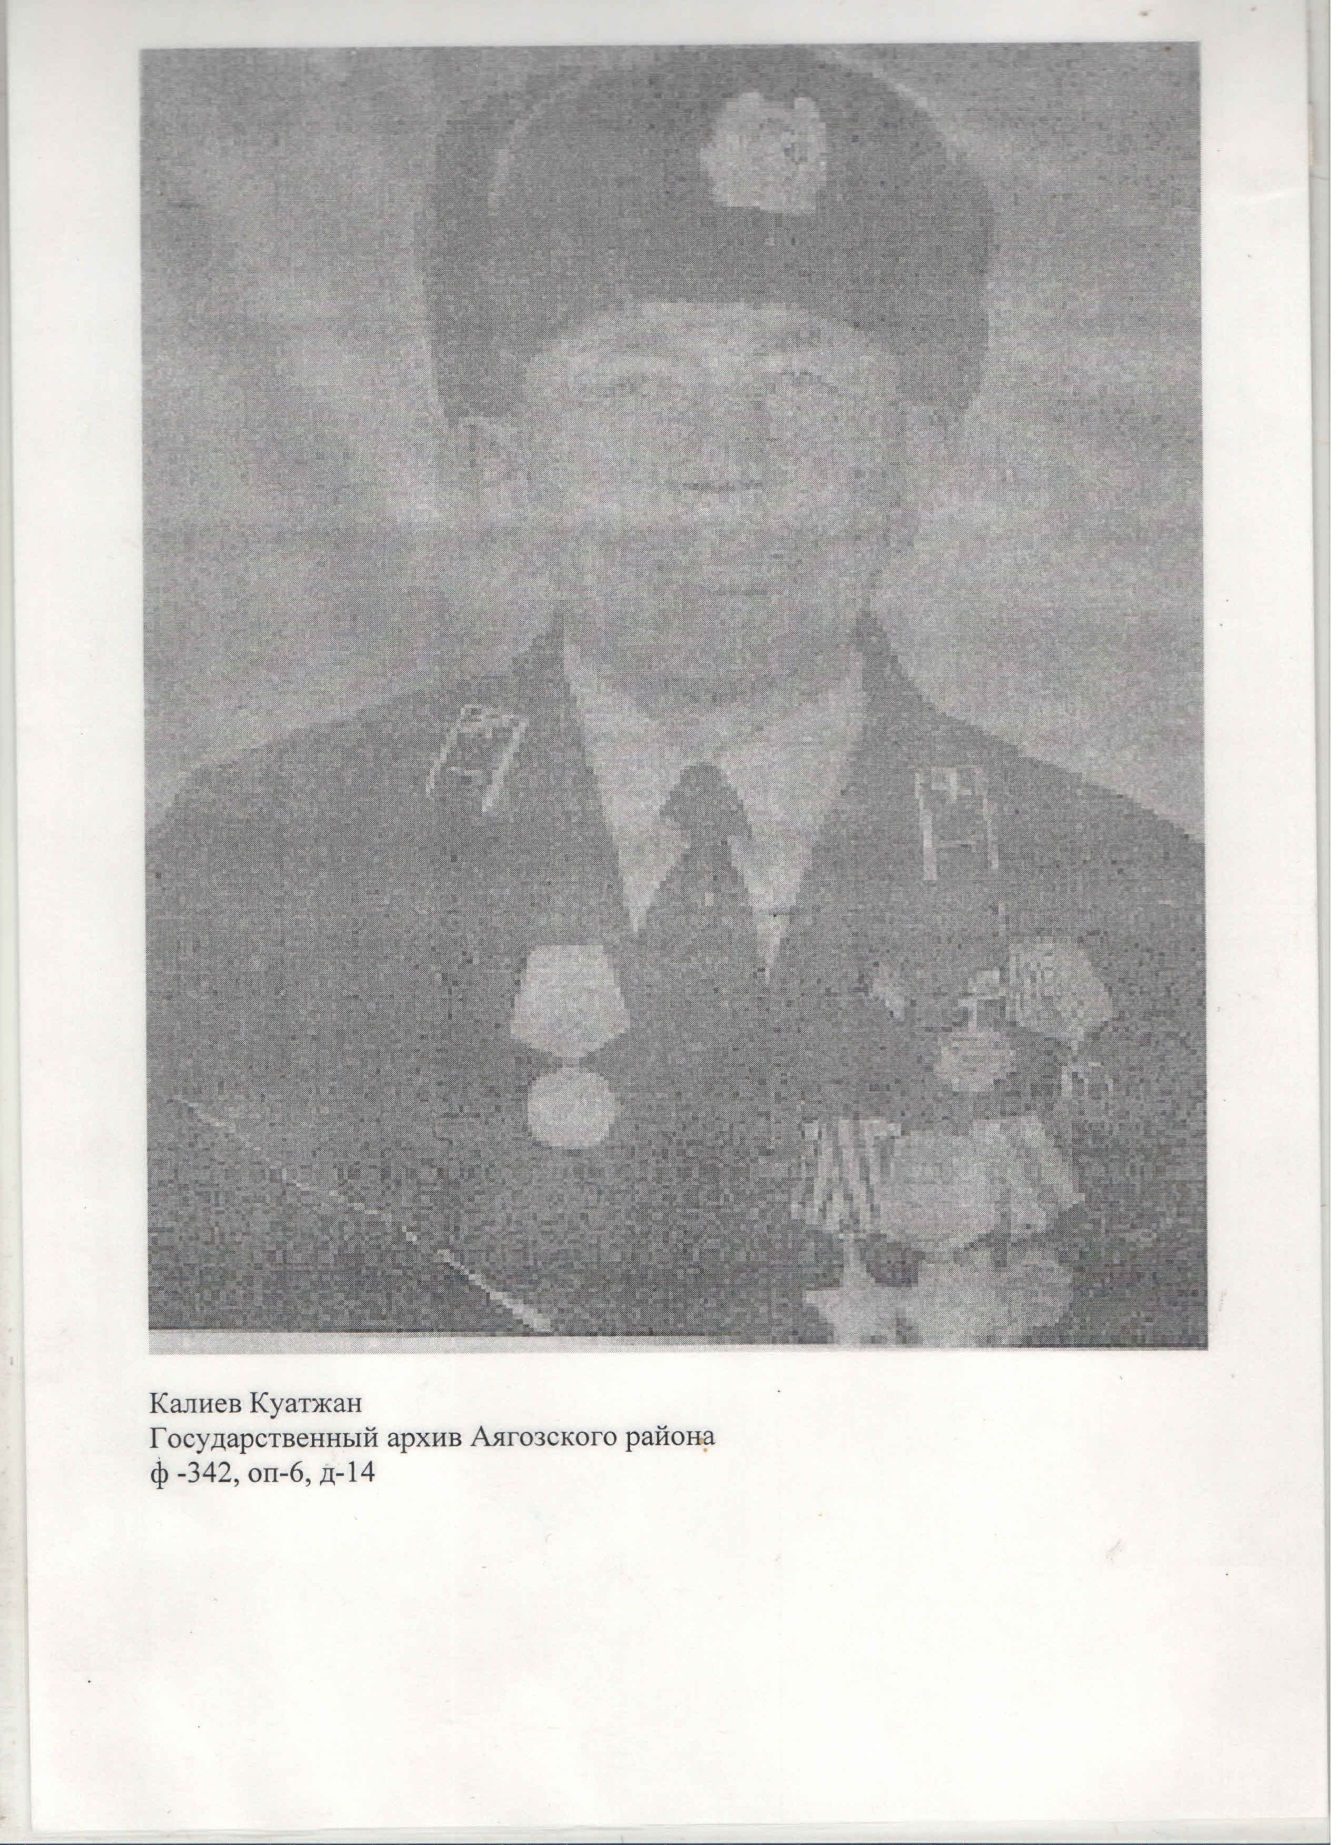 Калиев Куатжан
Государственный архив Аягозского района
ф -342, оп-6, д-14